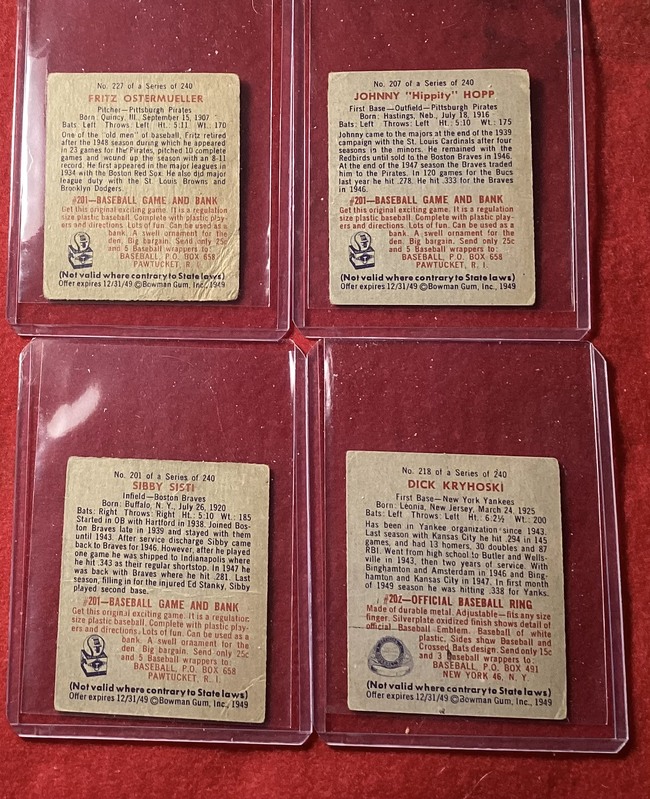 No. 227 of a Series of 240
FRITZ OSTERMUELLER
Pitcher—Pittsburgh Pirates
Born: Quincy, Ill., September 15, 1907
Bats: Left Throws: Left Ht.: 5:11 Wt.: 170
One of the "old men" of baseball, Fritz retired
after the 1948 season during which he appeared
in 23 games for the Pirates, pitched 10 complete
games and wound up the season with an 8-11
record. He first appeared in the major leagues in
1934 with the Boston Red Sox. He also did major
league duty with the St. Louis Browns and
Brooklyn Dodgers.
#201—BASEBALL GAME AND BANK
Get this original exciting game. It is a regulation
size plastic baseball. Complete with plastic play-
ers and directions. Lots of fun. Can be used as a
bank. A swell ornament for the
den. Big bargain. Send only 25c
and 5 Baseball wrappers to:
BASEBALL, P.O. BOX 658
PAWTUCKET, R. I.
(Not valid where contrary to State laws)
Offer expires 12/31/49 ©Bowman Gum, Inc., 1949
No. 207 of a Series of 240
JOHNNY "Hippity" HOPP
First Base—Outfield—Pittsburgh Pirates
Born: Hastings, Neb., July 18, 1916
Bats: Left Throws: Left Ht.: 5:10 Wt.: 175
Johnny came to the majors at the end of the 1939
campaign with the St. Louis Cardinals after four
seasons in the minors. He remained with the
Redbirds until sold to the Boston Braves in 1946.
At the end of the 1947 season the Braves traded
him to the Pirates. In 120 games for the Bucs
last year he hit .278. He hit .333 for the Braves
in 1946.
#201—BASEBALL GAME AND BANK
Get this original exciting game. It is a regulation
size plastic baseball. Complete with plastic play-
ers and directions. Lots of fun. Can be used as a
bank. A swell ornament for the
den. Big bargain. Send only 25c
and 5 Baseball wrappers to:
BASEBALL, P.O. BOX 658
PAWTUCKET, R. I.
(Not valid where contrary to State laws)
Offer expires 12/31/49 ©Bowman Gum, Inc., 1949
No. 201 of a Series of 240
SIBBY SISTI
Infield—Boston Braves
Born: Buffalo, N. Y., July 26, 1920
Bats: Right Throws: Right Ht.: 5:10 Wt.: 185
Started in OB with Hartford in 1938. Joined Bos-
ton Braves late in 1939 and stayed with them
until 1943. After service discharge Sibby came
back to Braves for 1946. However, after he played
one game he was shipped to Indianapolis where
he hit .343 as their regular shortstop. In 1947 he
was back with Braves where he hit .281. Last
season, filling in for the injured Ed Stanky, Sibby
played second base.
#201—BASEBALL GAME AND BANK
Get this original exciting game. It is a regulation
size plastic baseball. Complete with plastic play-
ers and directions. Lots of fun. Can be used as a
bank. A swell ornament for the
den. Big bargain. Send only 25c
and 5 Baseball wrappers to:
BASEBALL, P.O. BOX 658
PAWTUCKET, R. I.
(Not valid where contrary to State laws)
Offer expires 12/31/49 ©Bowman Gum, Inc., 1949
No. 218 of a Series of 240
DICK KRYHOSKI
First Base—New York Yankees
Born: Leonia, New Jersey, March 24, 1925
Bats: Left Throws: Left Ht.: 6:2½ Wt.: 200
Has been in Yankee organization since 1943.
Last season with Kansas City he hit .294 in 145
games, and had 13 homers, 30 doubles and 87
RBI. Went from high school to Butler and Wells-
ville in 1943, then two years of service. With
Binghamton and Amsterdam in 1946 and Bing-
hamton and Kansas City in 1947. In first month
of 1949 season he was hitting .338 for Yanks.
#202—OFFICIAL BASEBALL RING
Made of durable metal. Adjustable—fits any size
finger. Silverplate oxidized finish shows detail of
official Baseball Emblem. Baseball of white
plastic. Sides show Baseball and
Crossed Bats design. Send only 15c
and 3 Baseball wrappers to:
BASEBALL, P.O. BOX 491
NEW YORK 46, N. Y.
(Not valid where contrary to State laws)
Offer expires 12/31/49 ©Bowman Gum, Inc., 1949